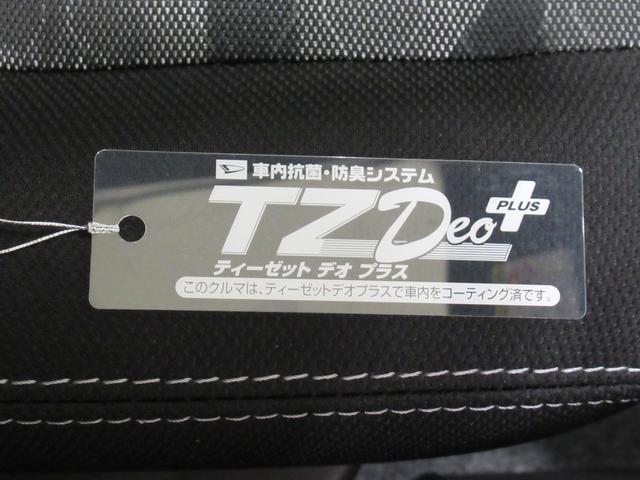 車内抗菌・防臭システム
TZDeo PLUS
ティーゼット デオ プラス
このクルマは、ティーゼットデオプラスで車内をコーティング済です。